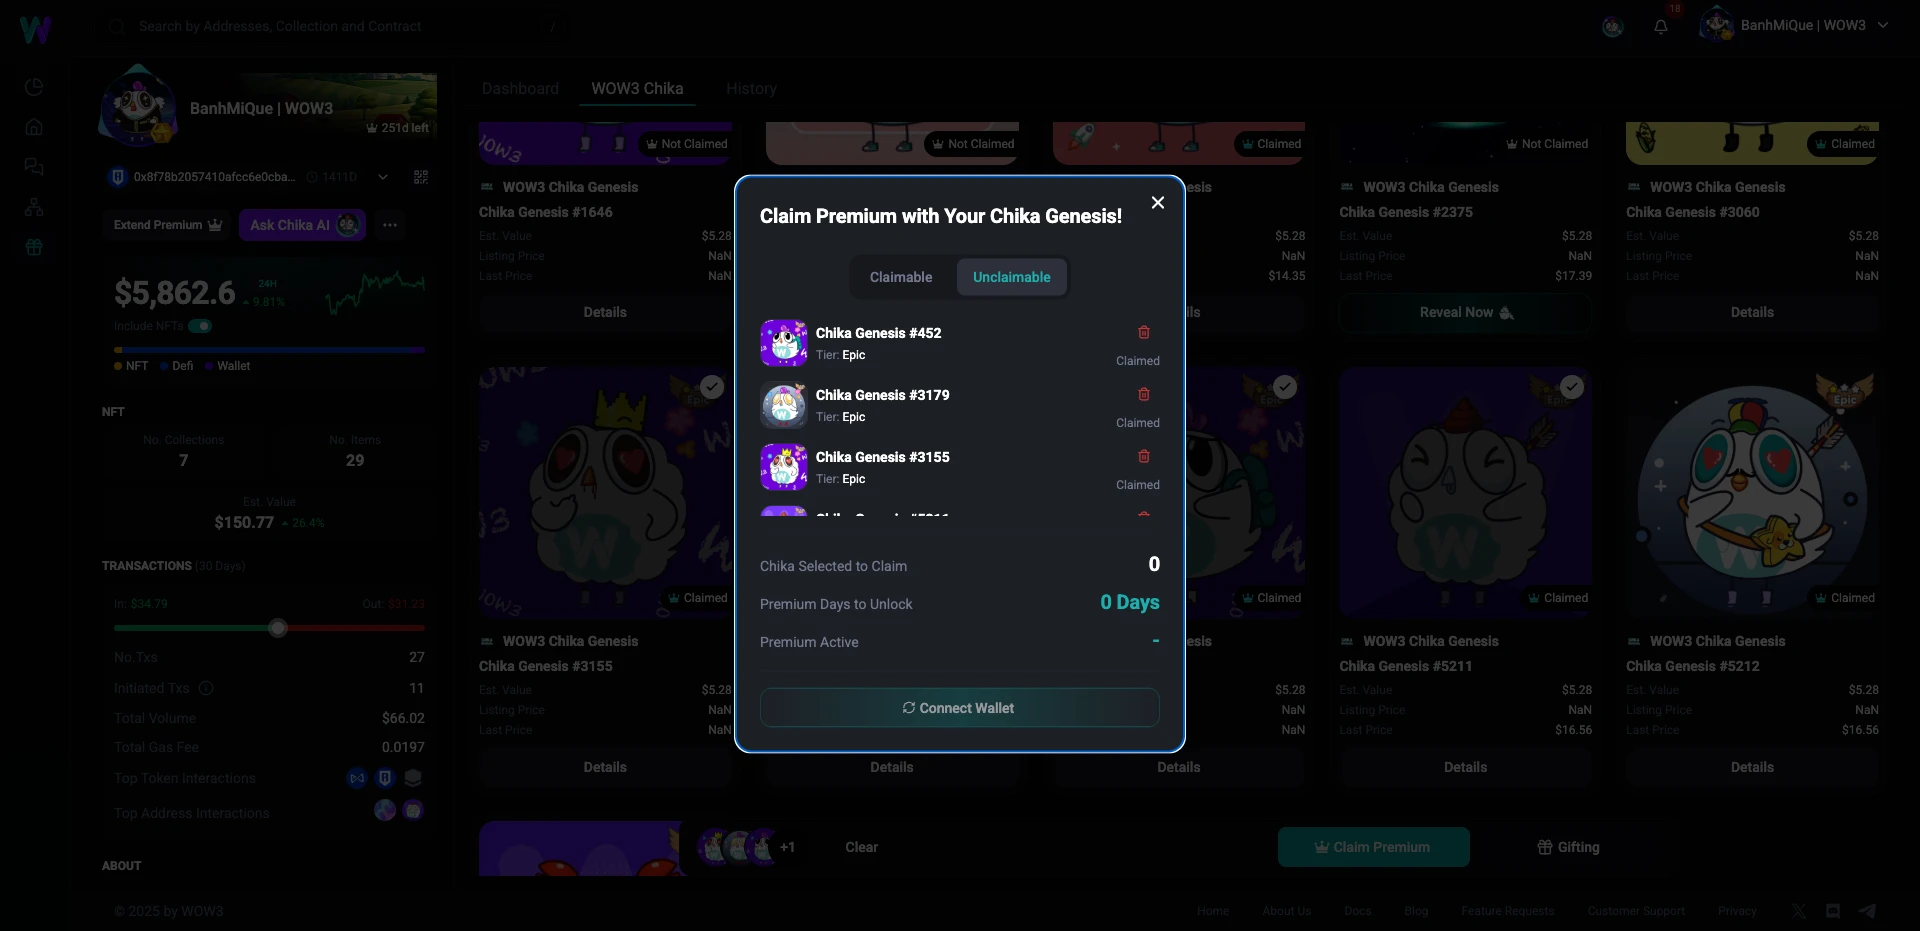 Search by Addresses, Collection and Contract
/
18
BanhMiQue | WOW3
BanhMiQue | WOW3
251d left
0x8f78b2057410afcc6e0cba...
1411D
Extend Premium
Ask Chika AI
$5,862.6
24H
9.81%
Include NFTs
NFT
Defi
Wallet
NFT
No. Collections
No. Items
7
29
Est. Value
$150.77
26.4%
TRANSACTIONS (30 Days)
In: $34.79
Out: $31.23
No.Txs
27
Initiated Txs
11
Total Volume
$66.02
Total Gas Fee
0.0197
Top Token Interactions
Top Address Interactions
ABOUT
Dashboard
WOW3 Chika
History
Not Claimed
Not Claimed
Claimed
Not Claimed
Claimed
WOW3 Chika Genesis
Chika Genesis #1646
Est. Value
$5.28
Listing Price
NaN
Last Price
NaN
Details
esis
$5.28
NaN
$14.35
ils
WOW3 Chika Genesis
Chika Genesis #2375
Est. Value
$5.28
Listing Price
NaN
Last Price
$17.39
Reveal Now
WOW3 Chika Genesis
Chika Genesis #3060
Est. Value
$5.28
Listing Price
NaN
Last Price
NaN
Details
Claim Premium with Your Chika Genesis!
Claimable
Unclaimable
Chika Genesis #452
Tier: Epic
Claimed
Chika Genesis #3179
Tier: Epic
Claimed
Chika Genesis #3155
Tier: Epic
Claimed
Chika Selected to Claim
0
Premium Days to Unlock
0 Days
Premium Active
-
Connect Wallet
Epic
Epic
Epic
Epic
Claimed
Claimed
Claimed
Claimed
WOW3 Chika Genesis
Chika Genesis #3155
Est. Value
$5.28
Listing Price
NaN
Last Price
NaN
Details
Details
esis
$5.28
NaN
NaN
Details
WOW3 Chika Genesis
Chika Genesis #5211
Est. Value
$5.28
Listing Price
NaN
Last Price
$16.56
Details
WOW3 Chika Genesis
Chika Genesis #5212
Est. Value
$5.28
Listing Price
NaN
Last Price
$16.56
Details
+1
Clear
Claim Premium
Gifting
© 2025 by WOW3
Home
About Us
Docs
Blog
Feature Requests
Customer Support
Privacy